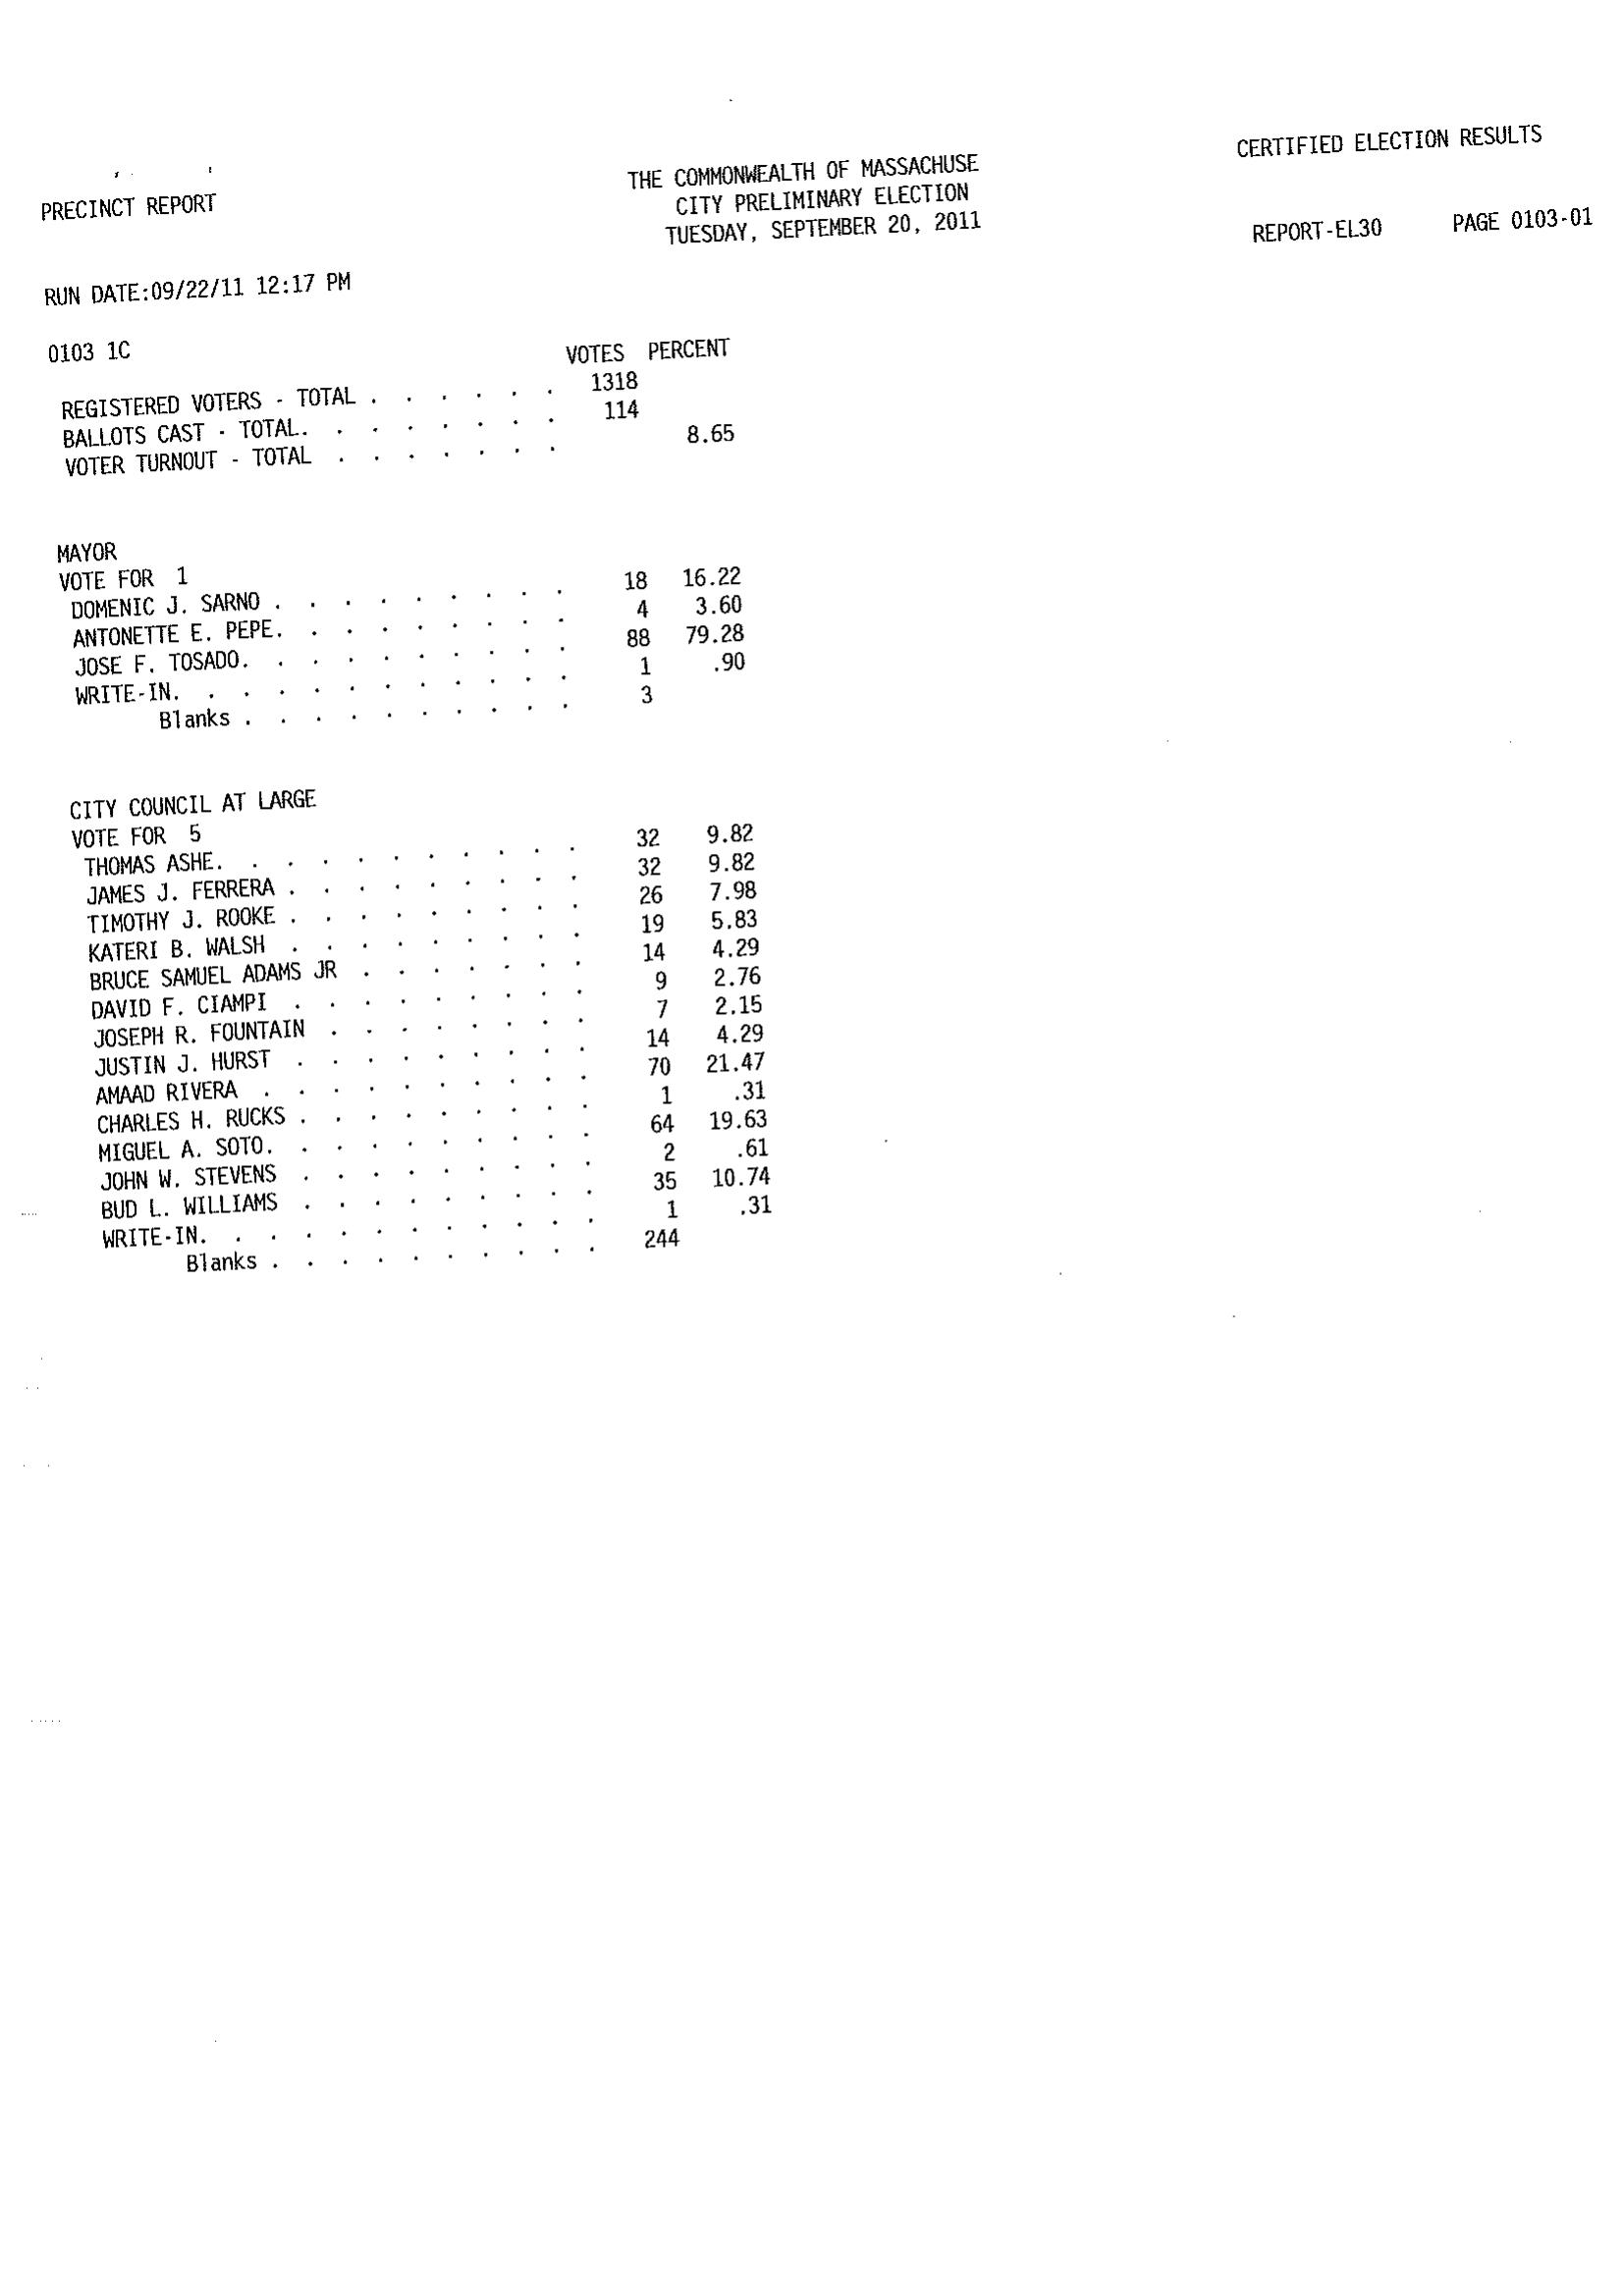 CERTIFIED ELECTION RESULTS
THE COMMONWEALTH OF MASSACHUSE
PRECINCT REPORT CITY PRELIMINARY ELECTION
TUESDAY, SEPTEMBER 20, 2011 REPORT-EL30 PAGE 0103-01
RUN DATE:09/22/11 12:17 PM
0103 1C
VOTES PERCENT
REGISTERED VOTERS - TOTAL . . . . . . 1318
BALLOTS CAST - TOTAL. . . . . . . . 114
VOTER TURNOUT - TOTAL . . . . . . . 8.65
MAYOR
VOTE FOR 1
DOMENIC J. SARNO . . . . . . . . . 18 16.22
ANTONETTE E. PEPE. . . . . . . . . 4 3.60
JOSE F. TOSADO. . . . . . . . . . 88 79.28
WRITE-IN. . . . . . . . . . . . 1 .90
Blanks . . . . . . . . . . 3
CITY COUNCIL AT LARGE
VOTE FOR 5
THOMAS ASHE. . . . . . . . . . . 32 9.82
JAMES J. FERRERA . . . . . . . . . 32 9.82
TIMOTHY J. ROOKE . . . . . . . . . 26 7.98
KATERI B. WALSH . . . . . . . . . 19 5.83
BRUCE SAMUEL ADAMS JR . . . . . . . 14 4.29
DAVID F. CIAMPI . . . . . . . . . 9 2.76
JOSEPH R. FOUNTAIN . . . . . . . . 7 2.15
JUSTIN J. HURST . . . . . . . . . 14 4.29
AMAAD RIVERA . . . . . . . . . . 70 21.47
CHARLES H. RUCKS . . . . . . . . . 1 .31
MIGUEL A. SOTO. . . . . . . . . . 64 19.63
JOHN W. STEVENS . . . . . . . . . 2 .61
BUD L. WILLIAMS . . . . . . . . . 35 10.74
WRITE-IN. . . . . . . . . . . . 1 .31
Blanks . . . . . . . . . . 244